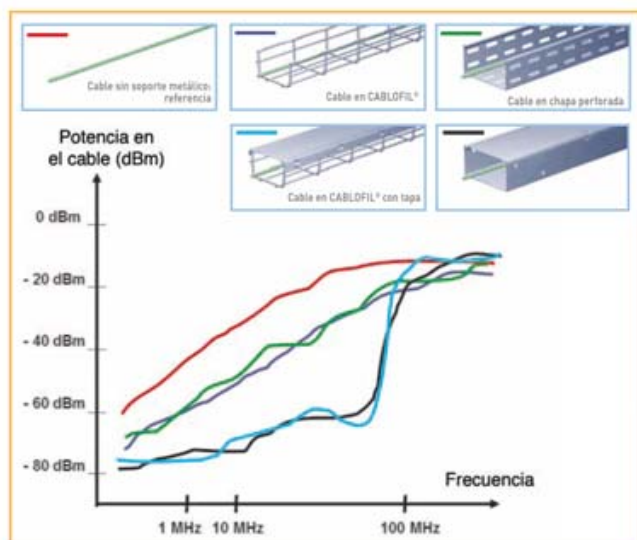 Cable sin soporte metálico:
referencia
Cable en CABLOFIL®
Cable en chapa perforada
Cable en CABLOFIL® con tapa
Potencia en
el cable (dBm)
0 dBm
- 20 dBm
- 40 dBm
- 60 dBm
- 80 dBm
Frecuencia
1 MHz
10 MHz
100 MHz